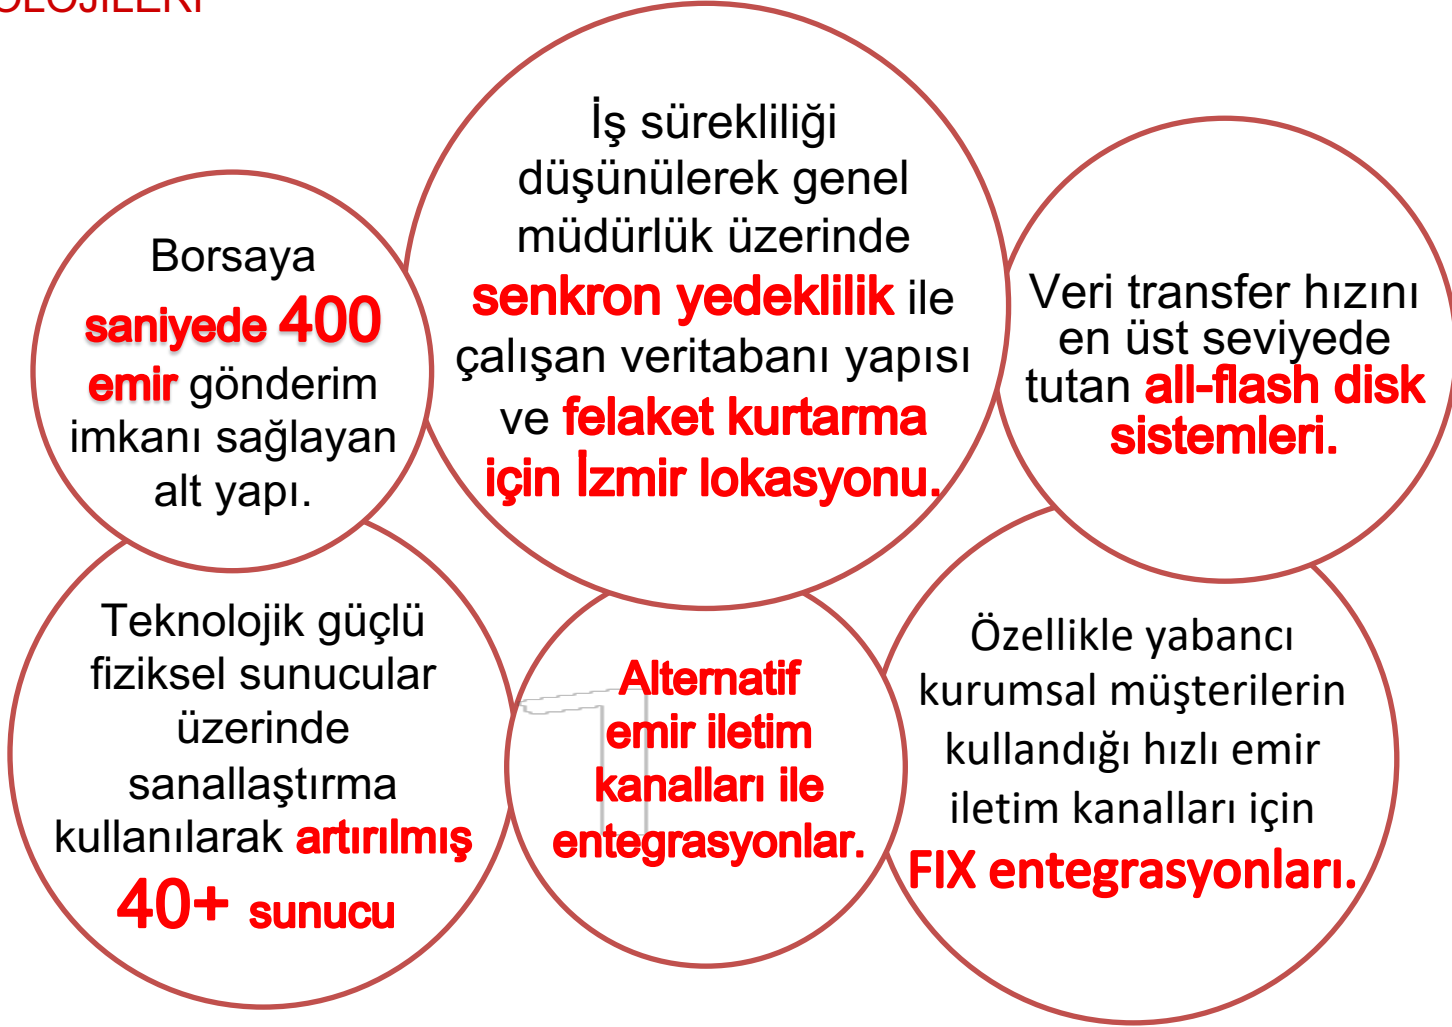 OLOJİLERİ
İş sürekliliği
düşünülerek genel
müdürlük üzerinde
senkron yedeklilik ile
çalışan veritabanı yapısı
ve felaket kurtarma
için İzmir lokasyonu.
Borsaya
saniyede 400
emir gönderim
imkanı sağlayan
alt yapı.
Veri transfer hızını
en üst seviyede
tutan all-flash disk
sistemleri.
Teknolojik güçlü
fiziksel sunucular
üzerinde
sanallaştırma
kullanılarak artırılmış
40+ sunucu
Alternatif
emir iletim
kanalları ile
entegrasyonlar.
Özellikle yabancı
kurumsal müşterilerin
kullandığı hızlı emir
iletim kanalları için
FIX entegrasyonları.